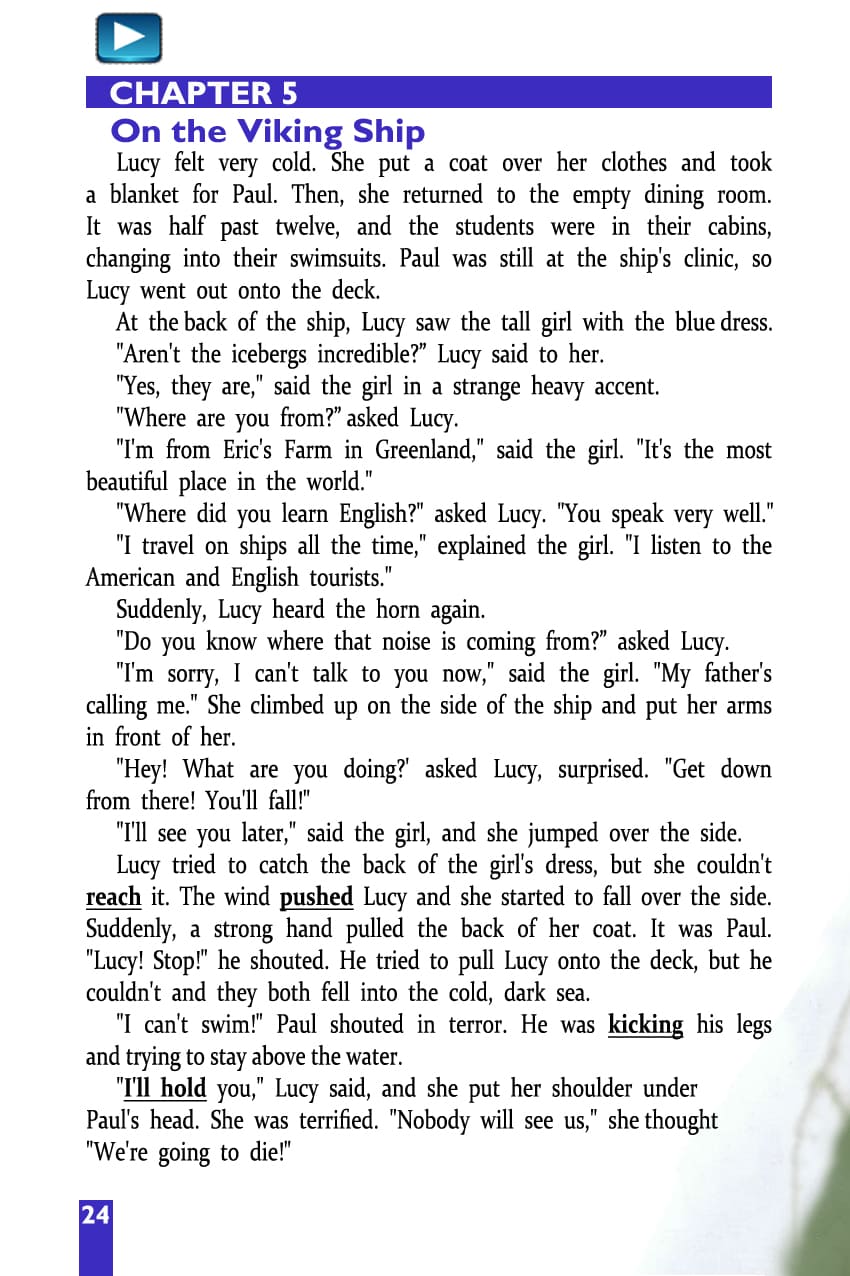 CHAPTER 5
On the Viking Ship
Lucy felt very cold. She put a coat over her clothes and took
a blanket for Paul. Then, she returned to the empty dining room.
It was half past twelve, and the students were in their cabins,
changing into their swimsuits. Paul was still at the ship's clinic, so
Lucy went out onto the deck.
At the back of the ship, Lucy saw the tall girl with the blue dress.
"Aren't the icebergs incredible?” Lucy said to her.
"Yes, they are," said the girl in a strange heavy accent.
"Where are you from?” asked Lucy.
"I'm from Eric's Farm in Greenland," said the girl. "It's the most
beautiful place in the world."
"Where did you learn English?" asked Lucy. "You speak very well."
"I travel on ships all the time," explained the girl. "I listen to the
American and English tourists."
Suddenly, Lucy heard the horn again.
"Do you know where that noise is coming from?” asked Lucy.
"I'm sorry, I can't talk to you now," said the girl. "My father's
calling me." She climbed up on the side of the ship and put her arms
in front of her.
"Hey! What are you doing?' asked Lucy, surprised. "Get down
from there! You'll fall!"
"I'll see you later," said the girl, and she jumped over the side.
Lucy tried to catch the back of the girl's dress, but she couldn't
reach it. The wind pushed Lucy and she started to fall over the side.
Suddenly, a strong hand pulled the back of her coat. It was Paul.
"Lucy! Stop!" he shouted. He tried to pull Lucy onto the deck, but he
couldn't and they both fell into the cold, dark sea.
"I can't swim!" Paul shouted in terror. He was kicking his legs
and trying to stay above the water.
"I'll hold you," Lucy said, and she put her shoulder under
Paul's head. She was terrified. "Nobody will see us," she thought
"We're going to die!"
24